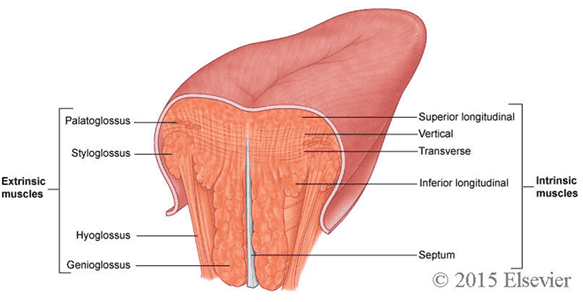 Extrinsic
muscles
Palatoglossus
Styloglossus
Hyoglossus
Genioglossus
Superior longitudinal
Vertical
Transverse
Inferior longitudinal
Septum
Intrinsic
muscles
© 2015 Elsevier